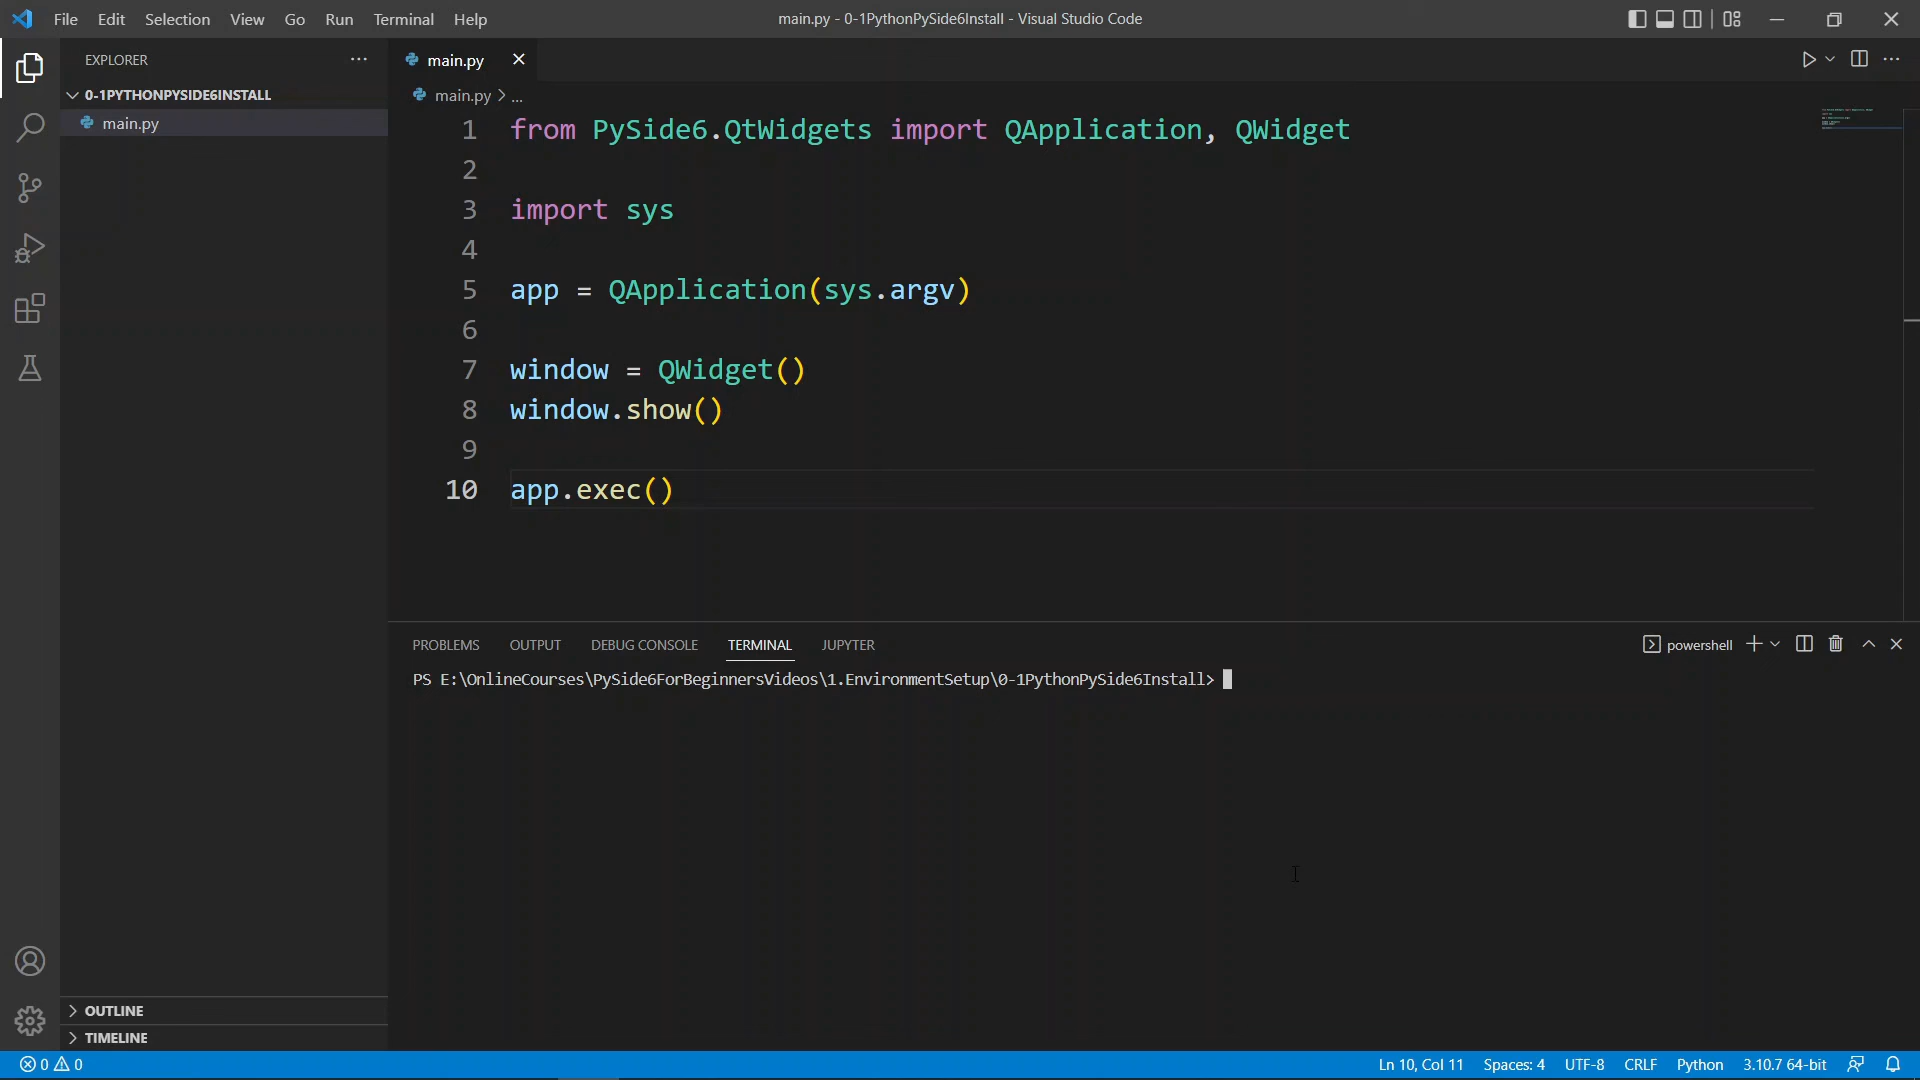 File Edit Selection View Go Run Terminal Help
main.py - 0-1PythonPySide6Install - Visual Studio Code
EXPLORER
0-1PYTHONPYSIDE6INSTALL
main.py
main.py
main.py > ...
1 from PySide6.QtWidgets import QApplication, QWidget
2
3 import sys
4
5 app = QApplication(sys.argv)
6
7 window = QWidget()
8 window.show()
9
10 app.exec()
PROBLEMS OUTPUT DEBUG CONSOLE TERMINAL JUPYTER
powershell
PS E:\OnlineCourses\PySide6ForBeginnersVideos\1.EnvironmentSetup\0-1PythonPySide6Install>
OUTLINE
TIMELINE
0 0
Ln 10, Col 11 Spaces: 4 UTF-8 CRLF Python 3.10.7 64-bit